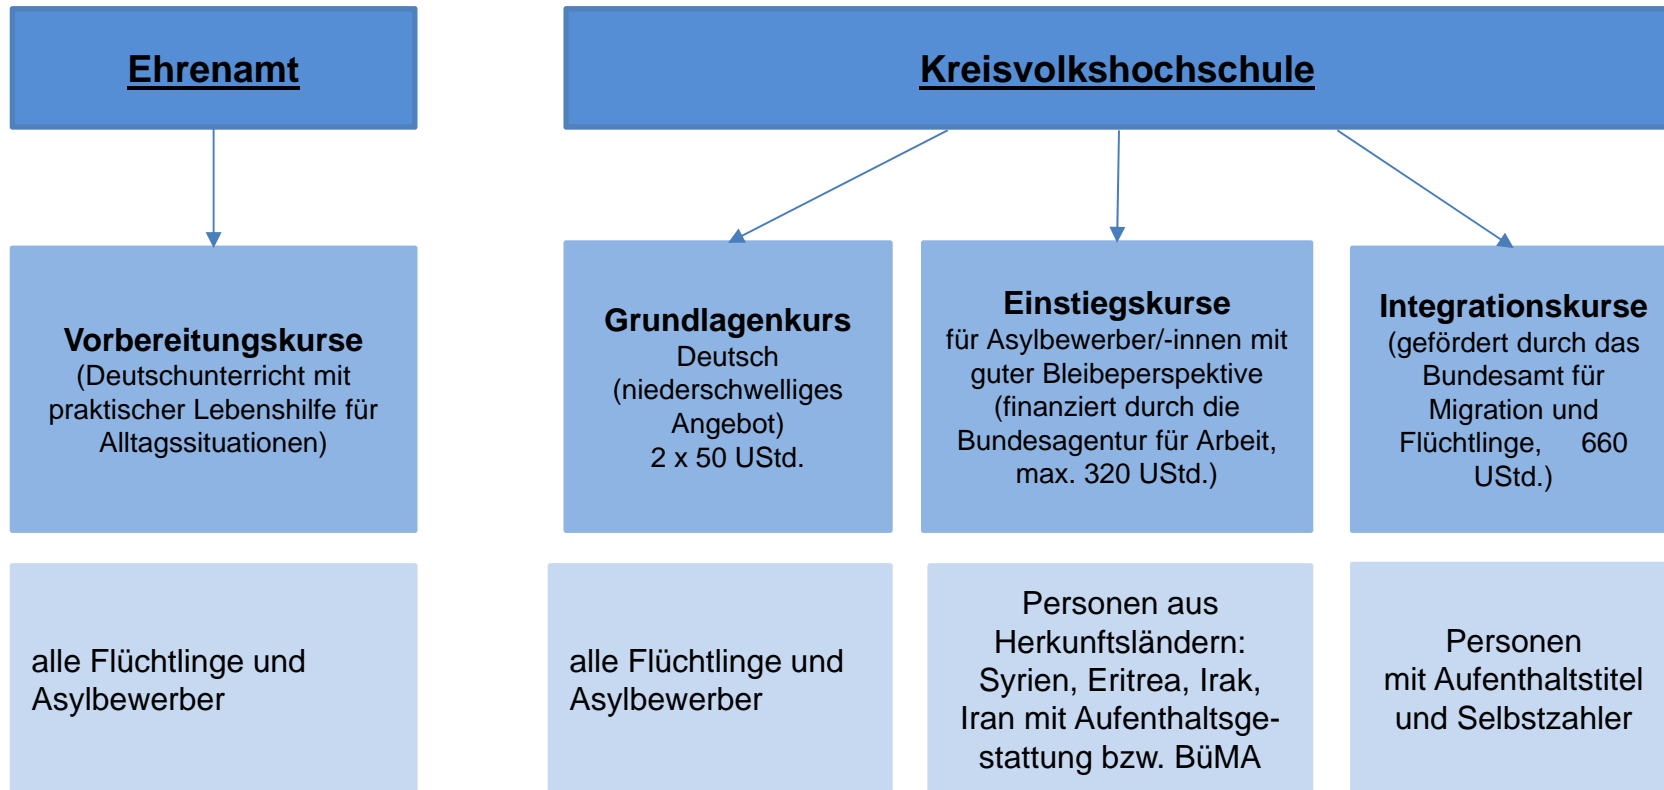 Ehrenamt
Kreisvolkshochschule
Vorbereitungskurse
(Deutschunterricht mit
praktischer Lebenshilfe für
Alltagssituationen)
Grundlagenkurs
Deutsch
(niederschwelliges
Angebot)
2 x 50 UStd.
Einstiegskurse
für Asylbewerber/-innen mit
guter Bleibeperspektive
(finanziert durch die
Bundesagentur für Arbeit,
max. 320 UStd.)
Integrationskurse
(gefördert durch das
Bundesamt für
Migration und
Flüchtlinge, 660
UStd.)
alle Flüchtlinge und
Asylbewerber
alle Flüchtlinge und
Asylbewerber
Personen aus
Herkunftsländern:
Syrien, Eritrea, Irak,
Iran mit Aufenthaltsge-
stattung bzw. BüMA
Personen
mit Aufenthaltstitel
und Selbstzahler